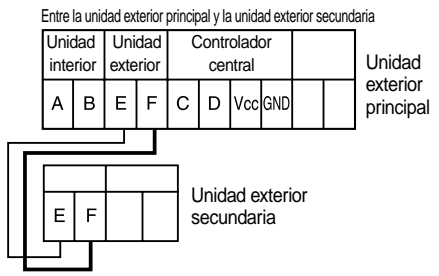 Entre la unidad exterior principal y la unidad exterior secundaria
Unidad interior
Unidad exterior
Controlador central
A B E F C D Vcc GND
Unidad exterior principal
E F
Unidad exterior secundaria